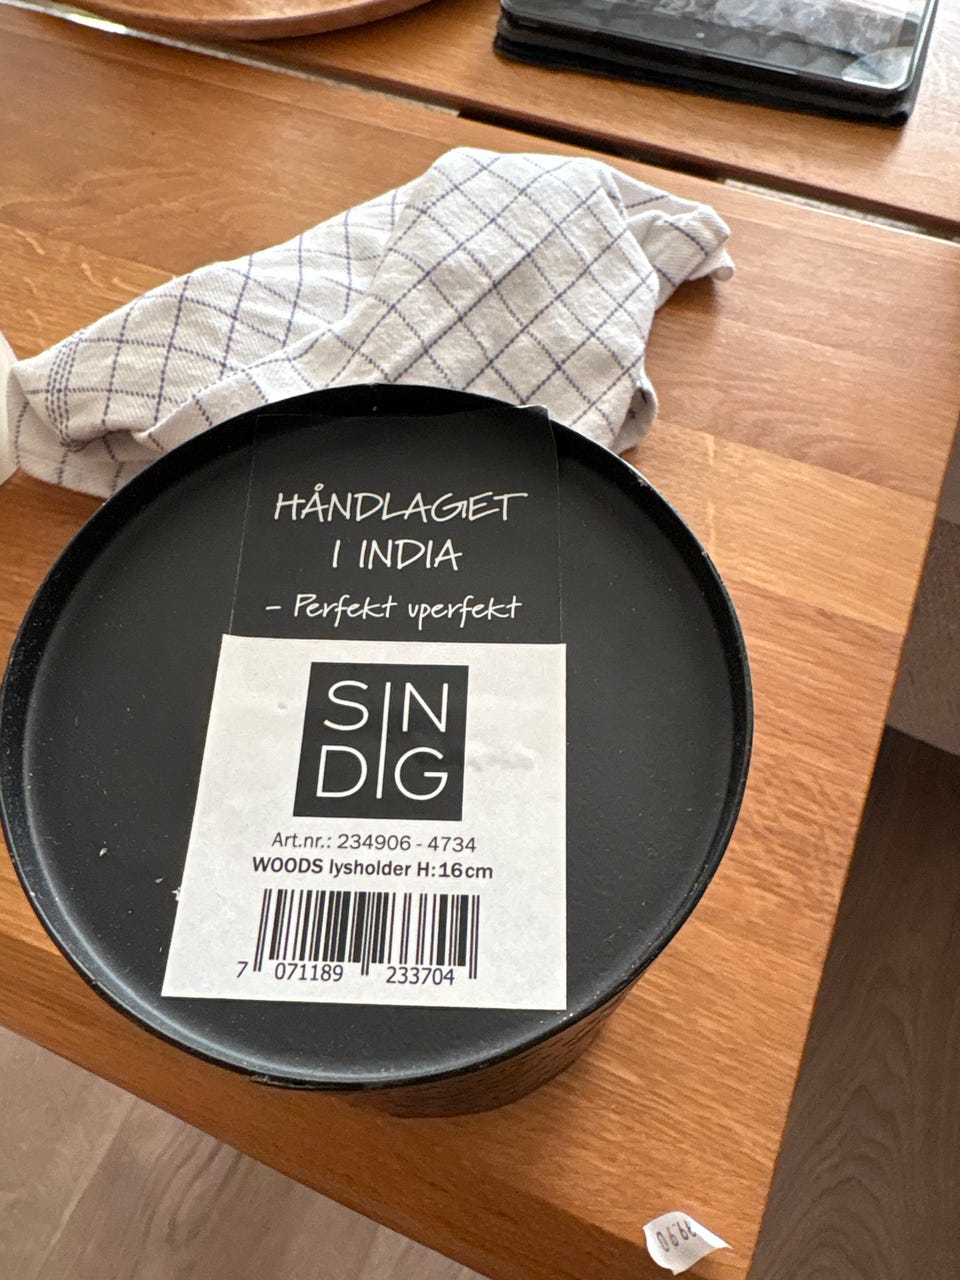 HÅNDLAGET
I INDIA
- Perfekt uperfekt
SIN
DIG
Art.nr.: 234906 - 4734
WOODS lysholder H:16cm
7 071189 233704